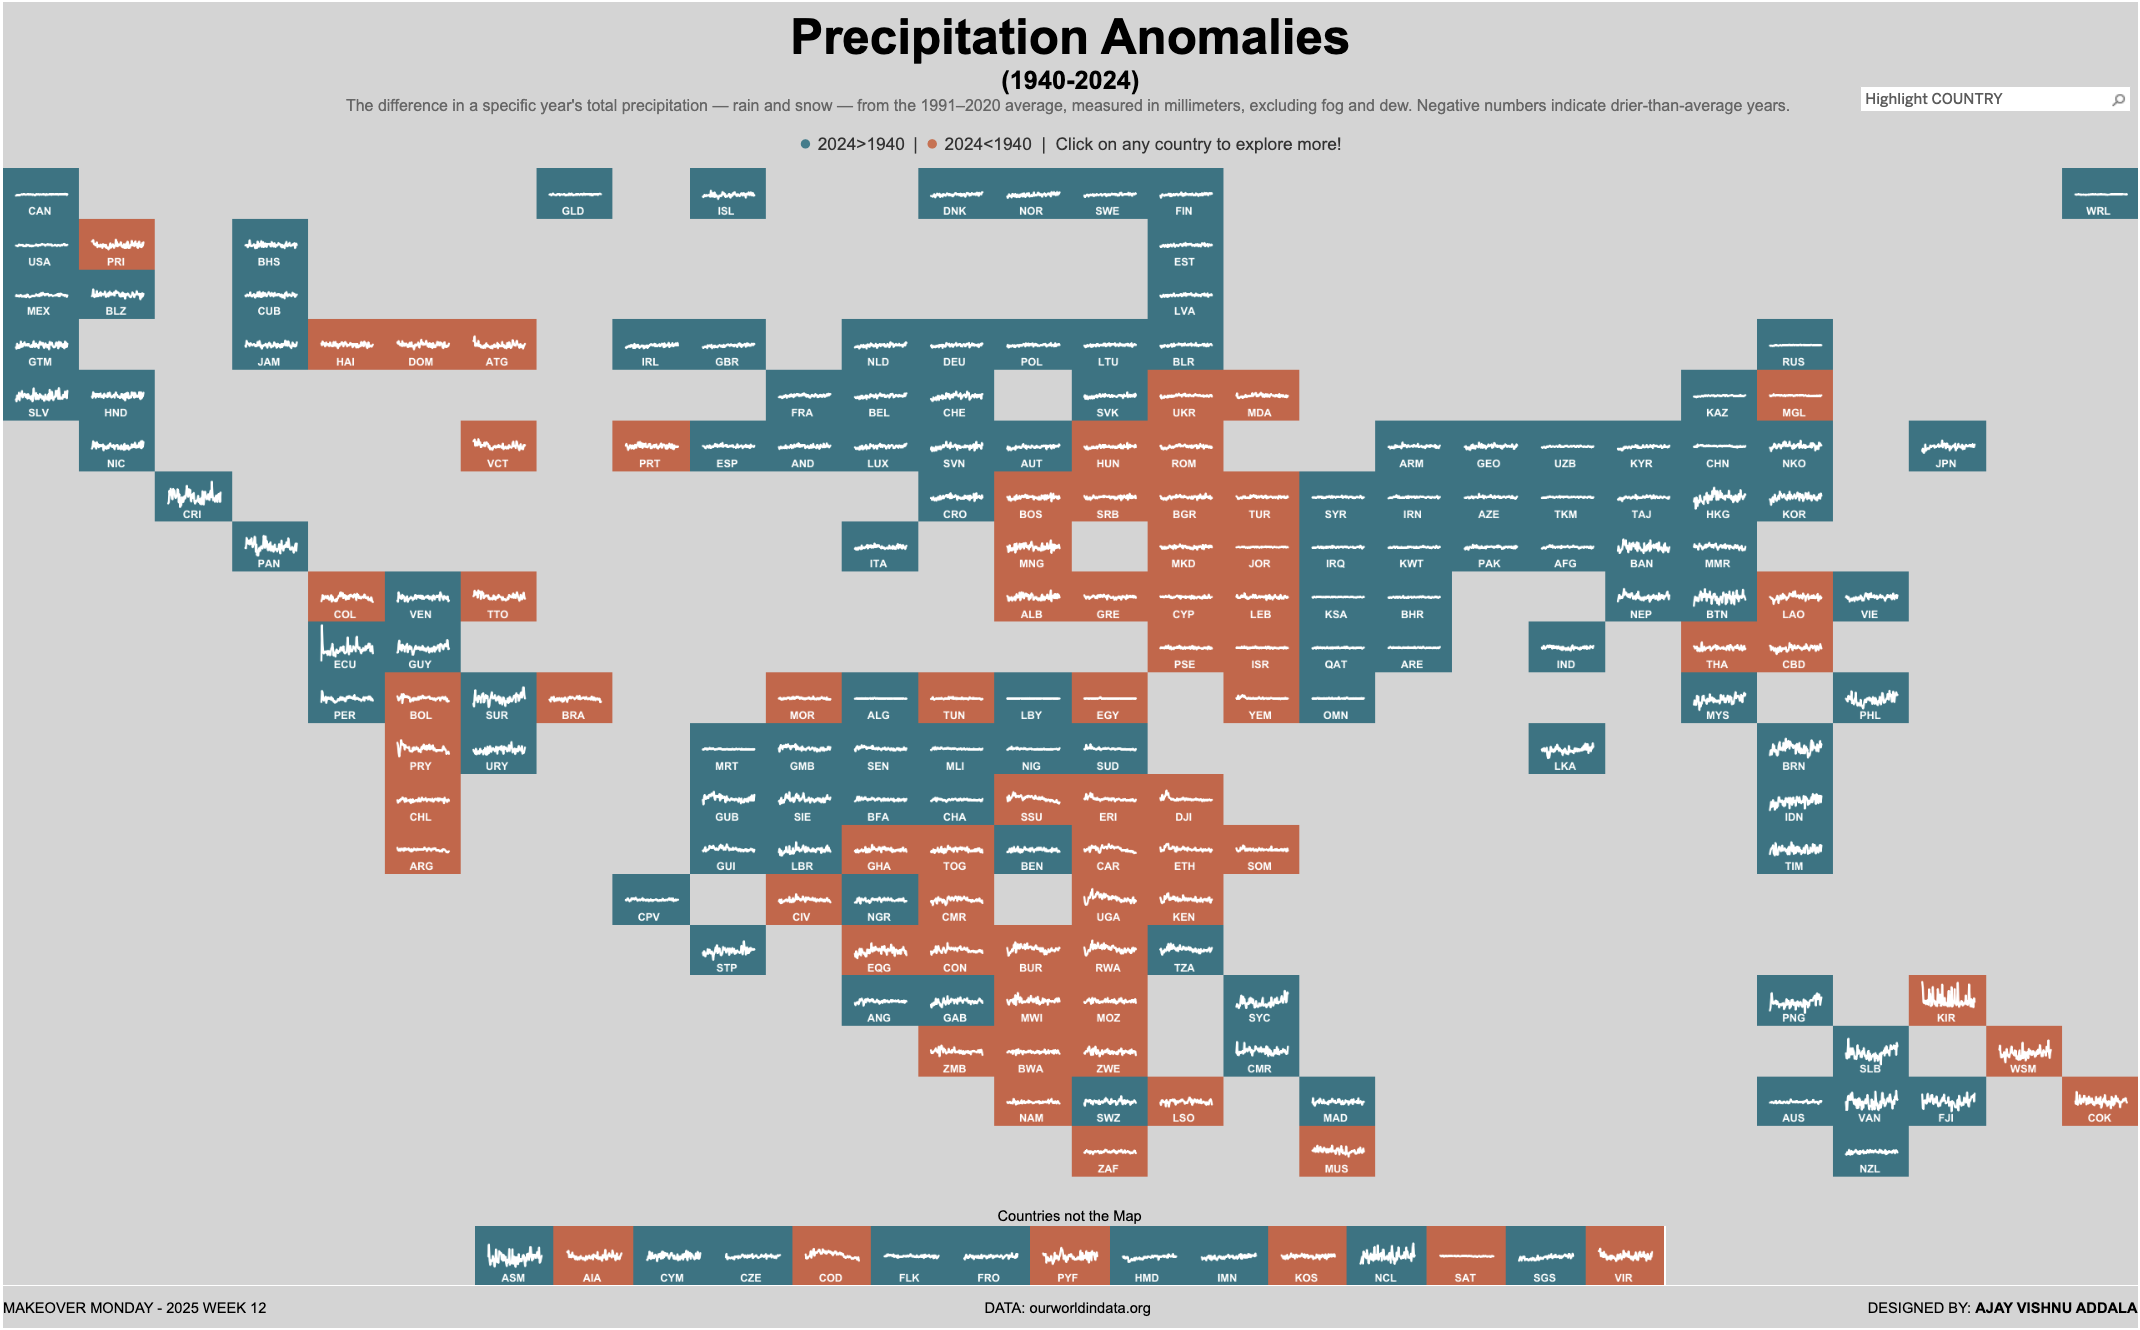 Precipitation Anomalies
(1940-2024)
The difference in a specific year's total precipitation — rain and snow — from the 1991–2020 average, measured in millimeters, excluding fog and dew. Negative numbers indicate drier-than-average years.
Highlight COUNTRY
2024>1940 | 2024<1940 | Click on any country to explore more!
CAN GLD ISL DNK NOR SWE FIN WRL
USA PRI BHS EST
MEX BLZ CUB LVA
GTM JAM HAI DOM ATG IRL GBR NLD DEU POL LTU BLR RUS
SLV HND FRA BEL CHE SVK UKR MDA KAZ MGL
NIC VCT PRT ESP AND LUX SVN AUT HUN ROM ARM GEO UZB KYR CHN NKO JPN
CRI CRO BOS SRB BGR TUR SYR IRN AZE TKM TAJ HKG KOR
PAN ITA MNG MKD JOR IRQ KWT PAK AFG BAN MMR
COL VEN TTO ALB GRE CYP LEB KSA BHR NEP BTN LAO VIE
ECU GUY PSE ISR QAT ARE IND THA CBD
PER BOL SUR BRA MOR ALG TUN LBY EGY YEM OMN MYS PHL
PRY URY MRT GMB SEN MLI NIG SUD LKA BRN
CHL GUB SIE BFA CHA SSU ERI DJI IDN
ARG GUI LBR GHA TOG BEN CAR ETH SOM TIM
CPV CIV NGR CMR UGA KEN
STP EQG CON BUR RWA TZA
ANG GAB MWI MOZ SYC PNG KIR
ZMB BWA ZWE CMR SLB WSM
NAM SWZ LSO MAD AUS VAN FJI COK
ZAF MUS NZL
Countries not the Map
ASM AIA CYM CZE COD FLK FRO PYF HMD IMN KOS NCL SAT SGS VIR
MAKEOVER MONDAY - 2025 WEEK 12
DATA: ourworldindata.org
DESIGNED BY: AJAY VISHNU ADDALA